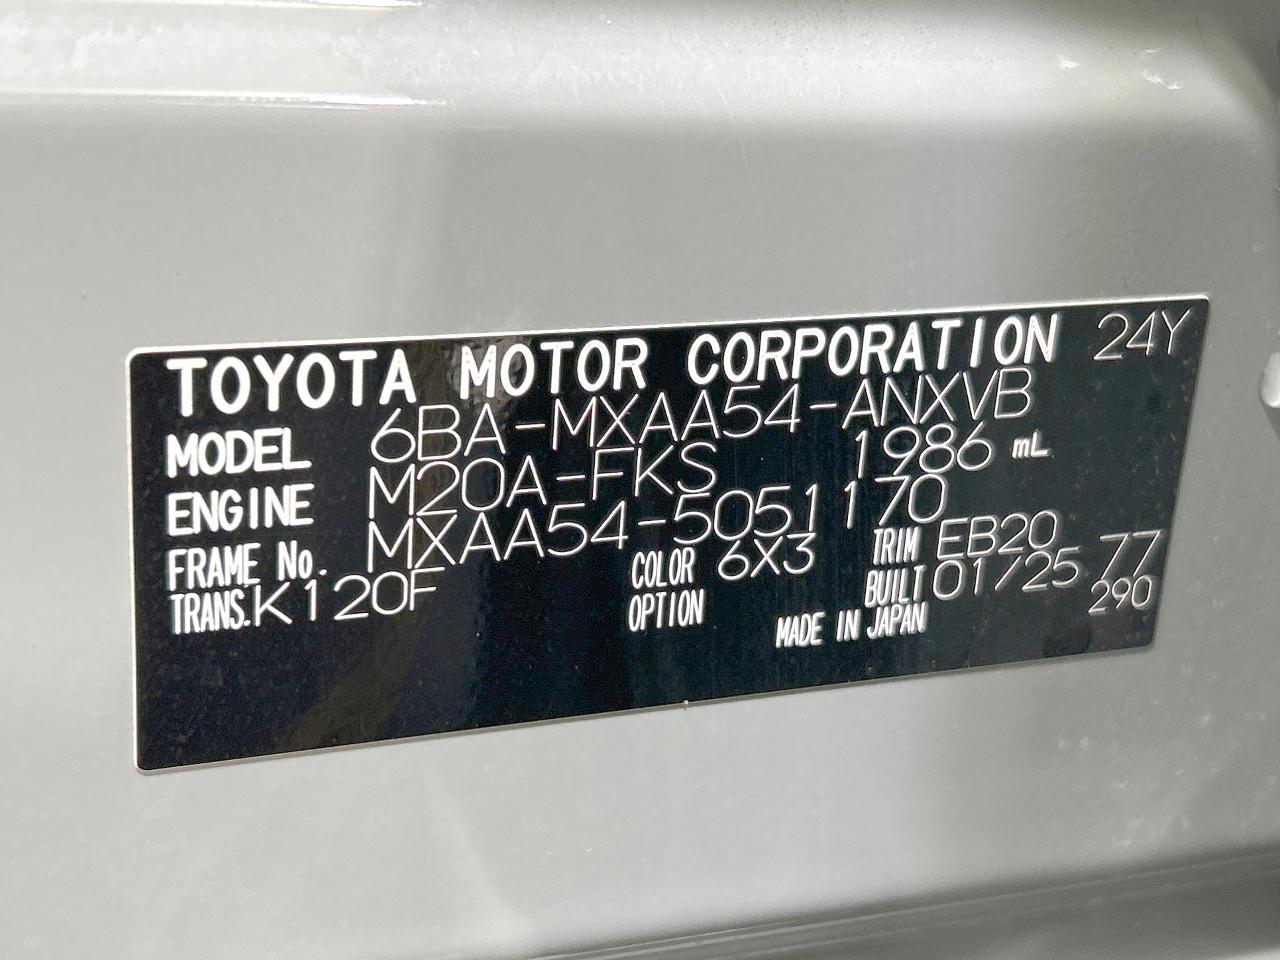 TOYOTA MOTOR CORPORATION 24Y
MODEL 6BA-MXAA54-ANXVB
ENGINE M20A-FKS 1986 mL
FRAME No. MXAA54-5051170
TRANS. K120F COLOR 6X3 TRIM EB20
OPTION BUILT 01/25 77
MADE IN JAPAN 290